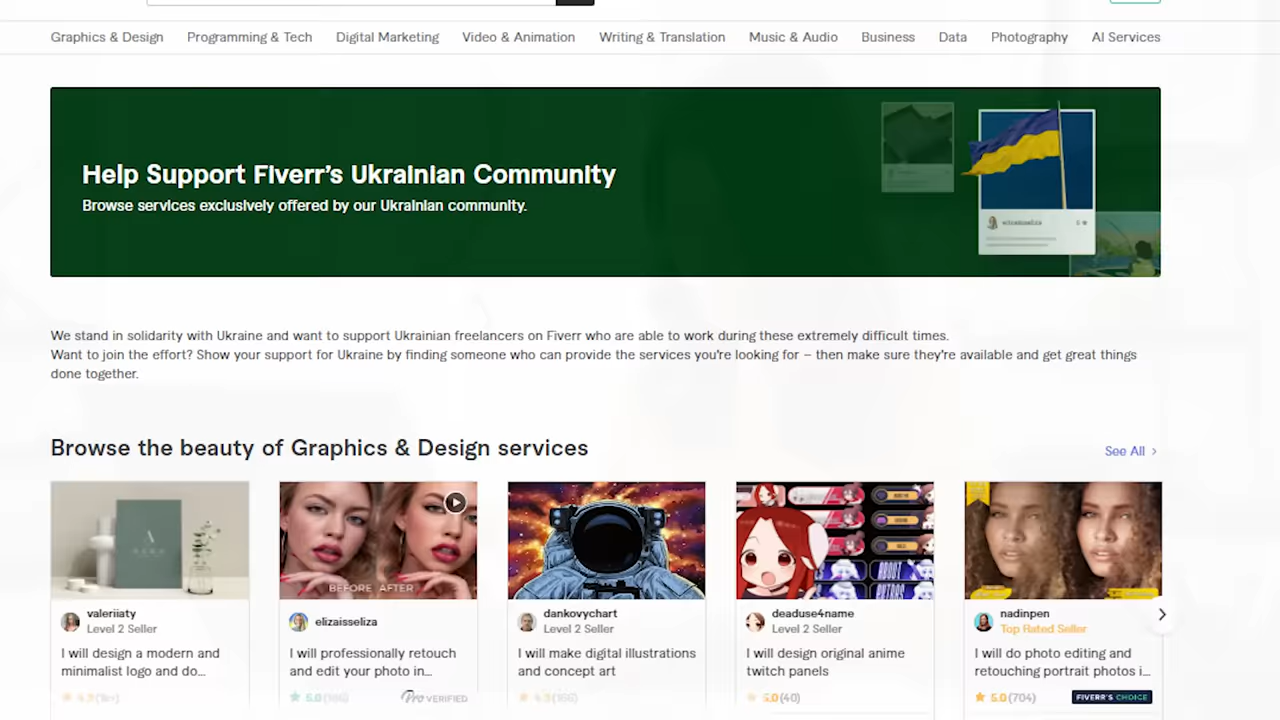 Graphics & Design Programming & Tech Digital Marketing Video & Animation Writing & Translation Music & Audio Business Data Photography AI Services
Help Support Fiverr's Ukrainian Community
Browse services exclusively offered by our Ukrainian community.
We stand in solidarity with Ukraine and want to support Ukrainian freelancers on Fiverr who are able to work during these extremely difficult times.
Want to join the effort? Show your support for Ukraine by finding someone who can provide the services you're looking for – then make sure they're available and get great things
done together.
Browse the beauty of Graphics & Design services
See All >
BEFORE AFTER
valeriiaty
Level 2 Seller
I will design a modern and
minimalist logo and do...
elizaisseliza
I will professionally retouch
and edit your photo in...
5.0
Pro VERIFIED
dankovychart
Level 2 Seller
I will make digital illustrations
and concept art
deaduse4name
Level 2 Seller
I will design original anime
twitch panels
5.0 (40)
nadinpen
Top Rated Seller
I will do photo editing and
retouching portrait photos i...
5.0 (704)
FIVERR'S CHOICE